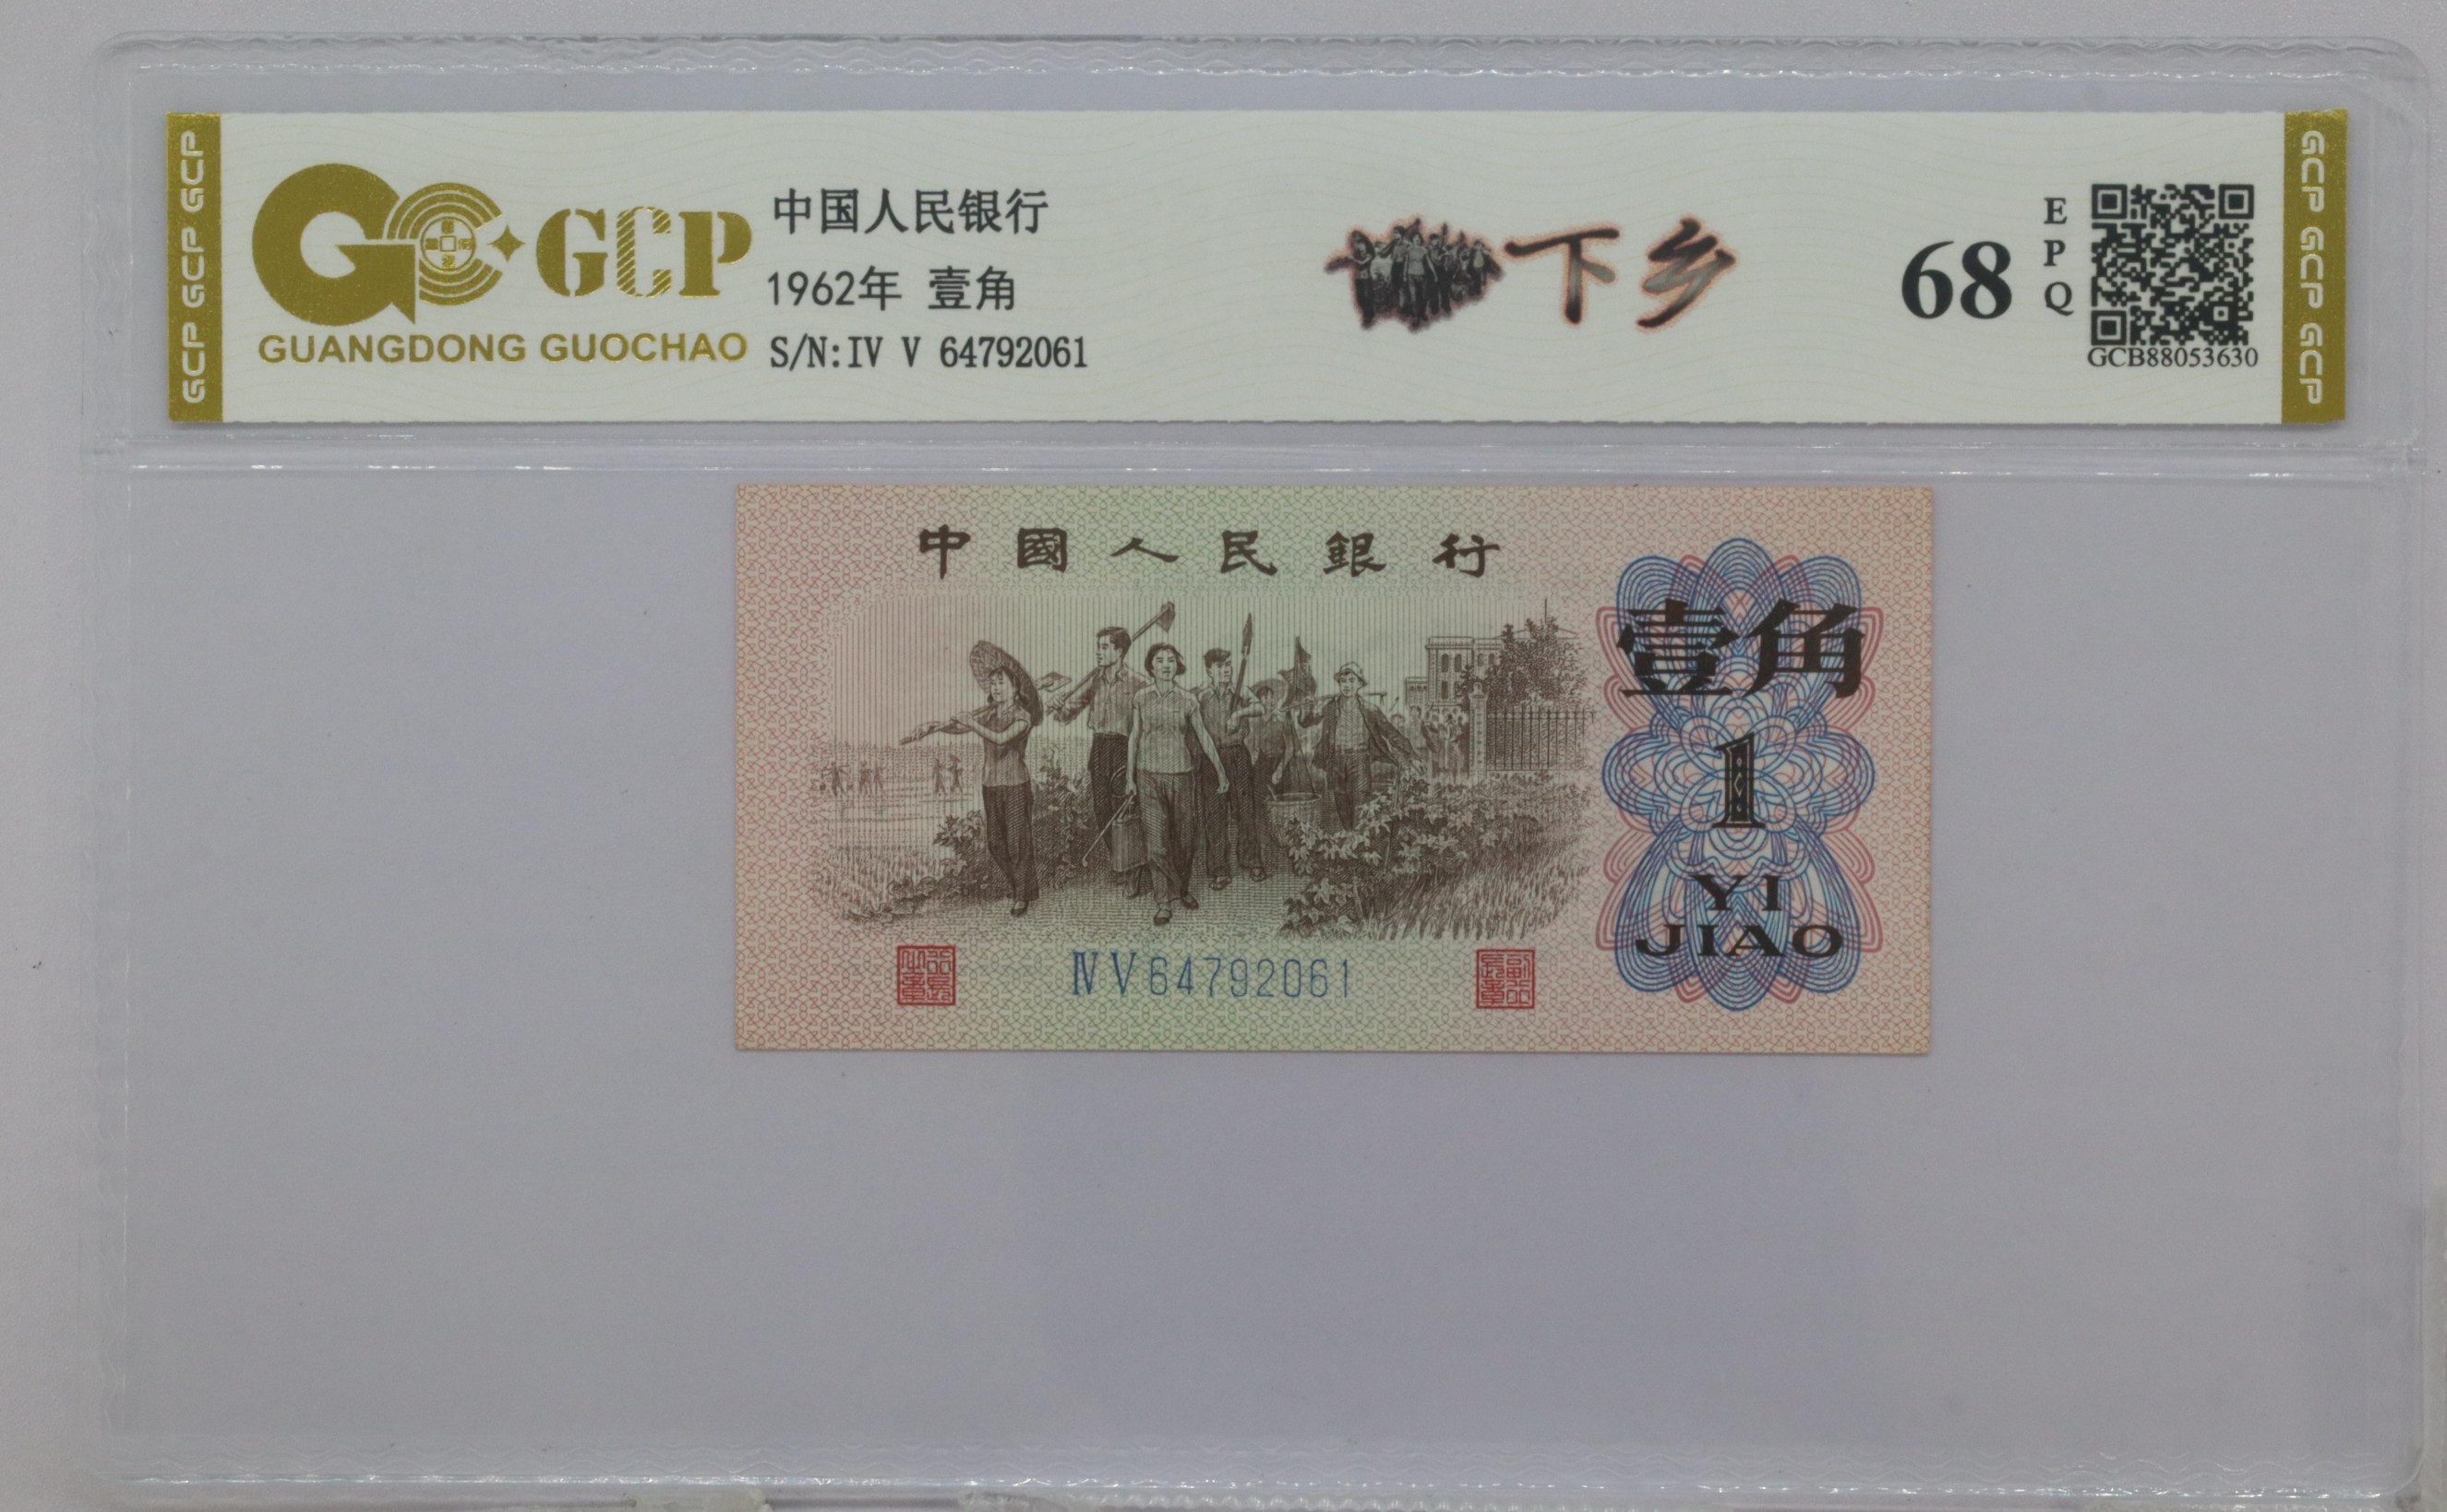 GCP GCP GCP
GCP
GUANGDONG GUOCHAO
中国人民银行
1962年 壹角
S/N:IV V 64792061
下乡
68
EPQ
GCB88053630
GCP GCP GCP
中國人民銀行
壹角
1
YI
JIAO
ⅣⅤ64792061